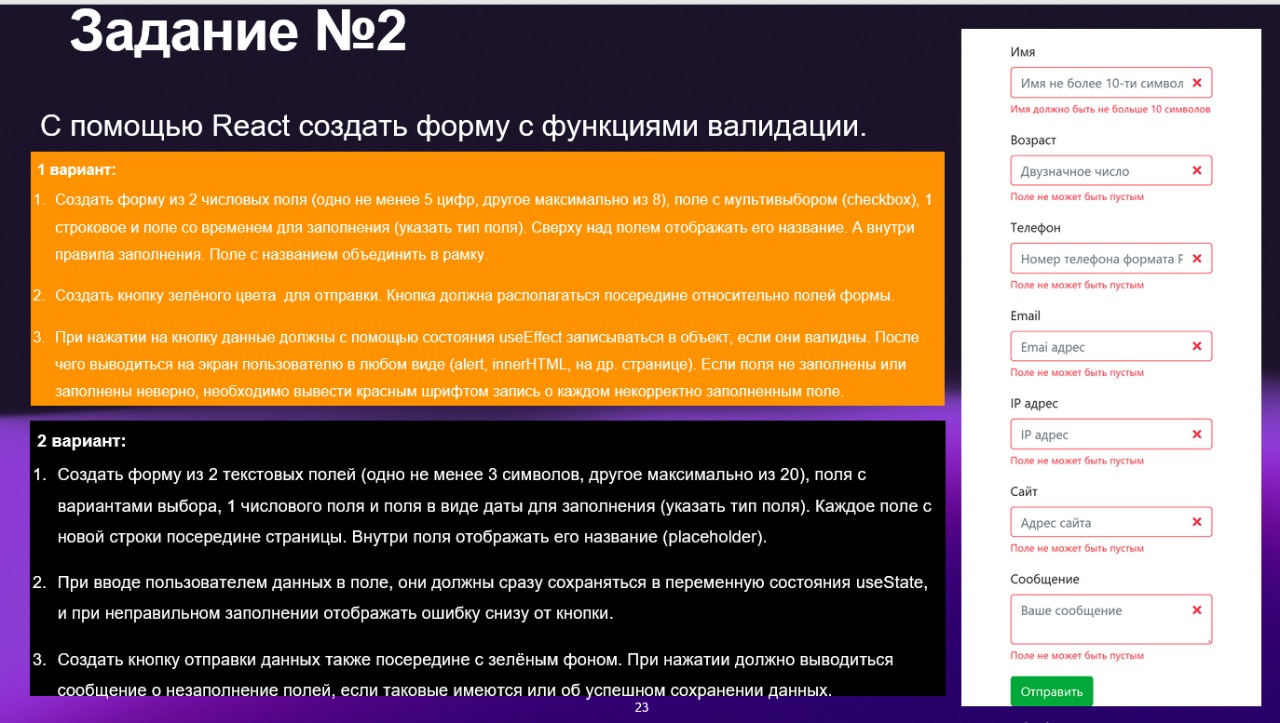 Задание №2
С помощью React создать форму с функциями валидации.
1 вариант:
1. Создать форму из 2 числовых поля (одно не менее 5 цифр, другое максимально из 8), поле с мультивыбором (checkbox), 1
строковое и поле со временем для заполнения (указать тип поля). Сверху над полем отображать его название. А внутри
правила заполнения. Поле с названием объединить в рамку.
2. Создать кнопку зелёного цвета для отправки. Кнопка должна располагаться посередине относительно полей формы.
3. При нажатии на кнопку данные должны с помощью состояния useEffect записываться в объект, если они валидны. После
чего выводиться на экран пользователю в любом виде (alert, innerHTML, на др. странице). Если поля не заполнены или
заполнены неверно, необходимо вывести красным шрифтом запись о каждом некорректно заполненным поле.
2 вариант:
1. Создать форму из 2 текстовых полей (одно не менее 3 символов, другое максимально из 20), поля с
вариантами выбора, 1 числового поля и поля в виде даты для заполнения (указать тип поля). Каждое поле с
новой строки посередине страницы. Внутри поля отображать его название (placeholder).
2. При вводе пользователем данных в поле, они должны сразу сохраняться в переменную состояния useState,
и при неправильном заполнении отображать ошибку снизу от кнопки.
3. Создать кнопку отправки данных также посередине с зелёным фоном. При нажатии должно выводиться
сообщение о незаполнение полей, если таковые имеются или об успешном сохранении данных.
23
Имя
Имя не более 10-ти символ
Имя должно быть не больше 10 символов
Возраст
Двузначное число
Поле не может быть пустым
Телефон
Номер телефона формата F
Поле не может быть пустым
Email
Emai адрес
Поле не может быть пустым
IP адрес
IP адрес
Поле не может быть пустым
Сайт
Адрес сайта
Поле не может быть пустым
Сообщение
Ваше сообщение
Поле не может быть пустым
Отправить